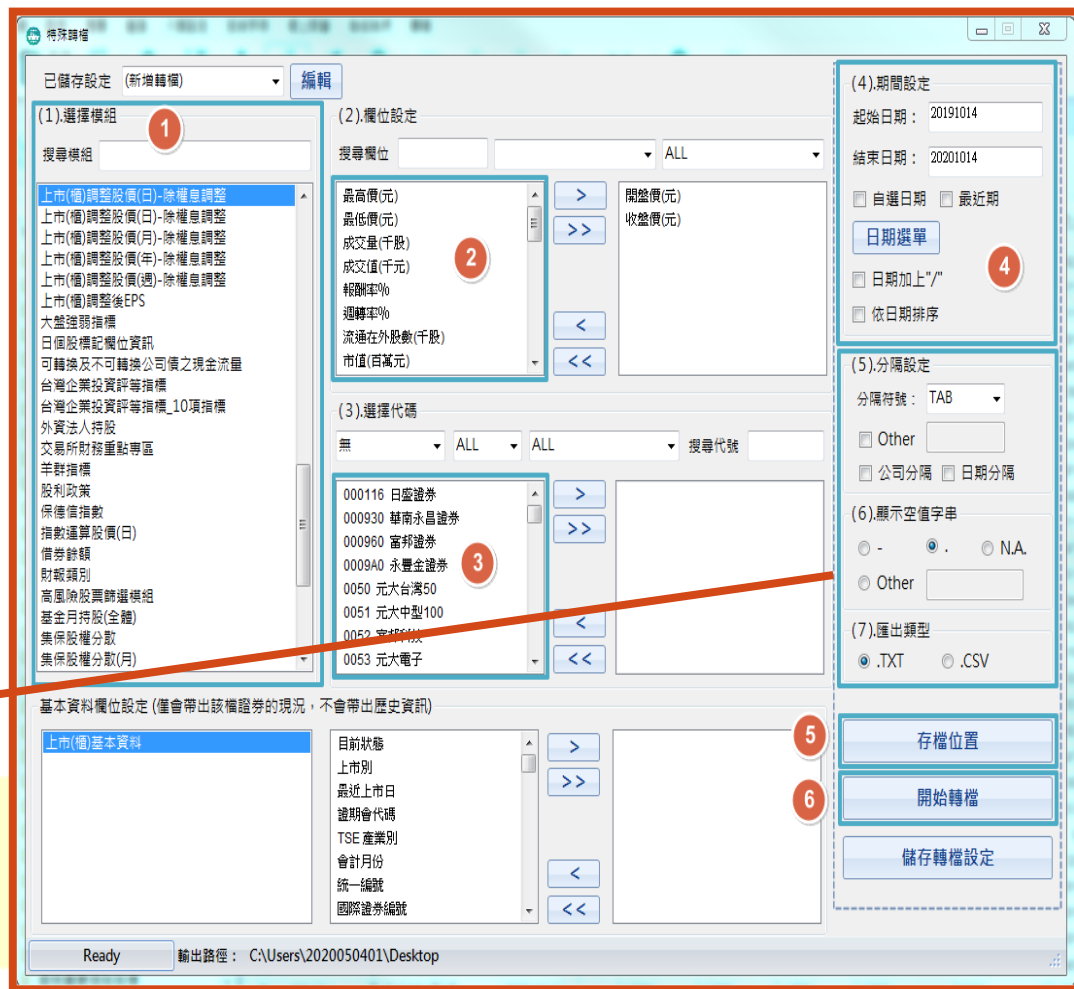 特殊轉檔
已儲存設定 (新增轉檔) 編輯
(1).選擇模組
1
搜尋模組
上市(櫃)調整股價(日)-除權息調整
上市(櫃)調整股價(日)-除權息調整
上市(櫃)調整股價(月)-除權息調整
上市(櫃)調整股價(年)-除權息調整
上市(櫃)調整股價(週)-除權息調整
上市(櫃)調整後EPS
大盤強弱指標
日個股標記欄位資訊
可轉換及不可轉換公司債之現金流量
台灣企業投資評等指標
台灣企業投資評等指標_10項指標
外資法人持股
交易所財務重點專區
羊群指標
股利政策
保德信指數
指數運算股價(日)
借券餘額
財報類別
高風險股票篩選模組
基金月持股(全體)
集保股權分散
集保股權分散(月)
(2).欄位設定
搜尋欄位 ALL
最高價(元)
最低價(元)
成交量(千股)
成交值(千元)
報酬率%
週轉率%
流通在外股數(千股)
市值(百萬元)
2
>
>>
<
<<
開盤價(元)
收盤價(元)
(3).選擇代碼
無 ALL ALL 搜尋代號
000116 日盛證券
000930 華南永昌證券
000960 富邦證券
0009A0 永豐金證券
0050 元大台灣50
0051 元大中型100
0052 富邦科技
0053 元大電子
3
>
>>
<
<<
(4).期間設定
起始日期： 20191014
結束日期： 20201014
自選日期 最近期
日期選單
4
日期加上"/"
依日期排序
(5).分隔設定
分隔符號： TAB
Other
公司分隔 日期分隔
(6).顯示空值字串
- . N.A.
Other
(7).匯出類型
.TXT .CSV
基本資料欄位設定 (僅會帶出該檔證券的現況，不會帶出歷史資訊)
上市(櫃)基本資料
目前狀態
上市別
最近上市日
證期會代碼
TSE 產業別
會計月份
統一編號
國際證券編號
>
>>
<
<<
5
存檔位置
6
開始轉檔
儲存轉檔設定
Ready 輸出路徑： C:\Users\2020050401\Desktop